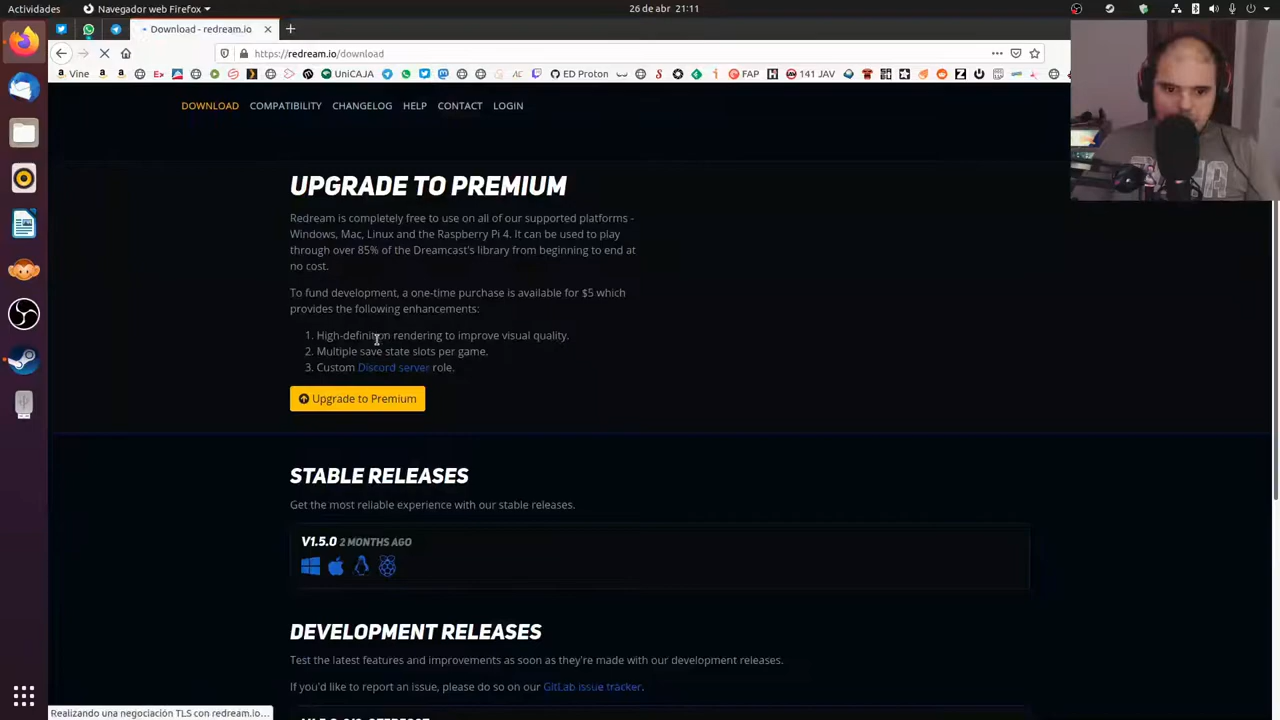 Actividades
Navegador web Firefox
26 de abr 21:11
Download - redream.io
https://redream.io/download
Vine
UniCAJA
ED Proton
FAP
141 JAV
DOWNLOAD
COMPATIBILITY
CHANGELOG
HELP
CONTACT
LOGIN
UPGRADE TO PREMIUM
Redream is completely free to use on all of our supported platforms -
Windows, Mac, Linux and the Raspberry Pi 4. It can be used to play
through over 85% of the Dreamcast's library from beginning to end at
no cost.
To fund development, a one-time purchase is available for $5 which
provides the following enhancements:
1. High-definition rendering to improve visual quality.
2. Multiple save state slots per game.
3. Custom Discord server role.
Upgrade to Premium
STABLE RELEASES
Get the most reliable experience with our stable releases.
V1.5.0 2 MONTHS AGO
DEVELOPMENT RELEASES
Test the latest features and improvements as soon as they're made with our development releases.
If you'd like to report an issue, please do so on our GitLab issue tracker.
Realizando una negociación TLS con redream.io...